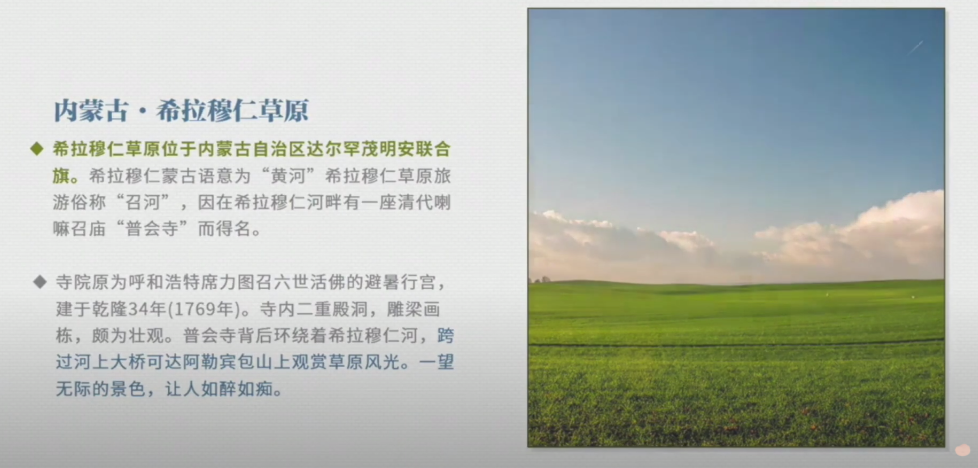 内蒙古·希拉穆仁草原
希拉穆仁草原位于内蒙古自治区达尔罕茂明安联合
旗。希拉穆仁蒙古语意为“黄河”希拉穆仁草原旅
游俗称“召河”，因在希拉穆仁河畔有一座清代喇
嘛召庙“普会寺”而得名。
寺院原为呼和浩特席力图召六世活佛的避暑行宫，
建于乾隆34年(1769年)。寺内二重殿洞，雕梁画
栋，颇为壮观。普会寺背后环绕着希拉穆仁河，跨
过河上大桥可达阿勒宾包山上观赏草原风光。一望
无际的景色，让人如醉如痴。